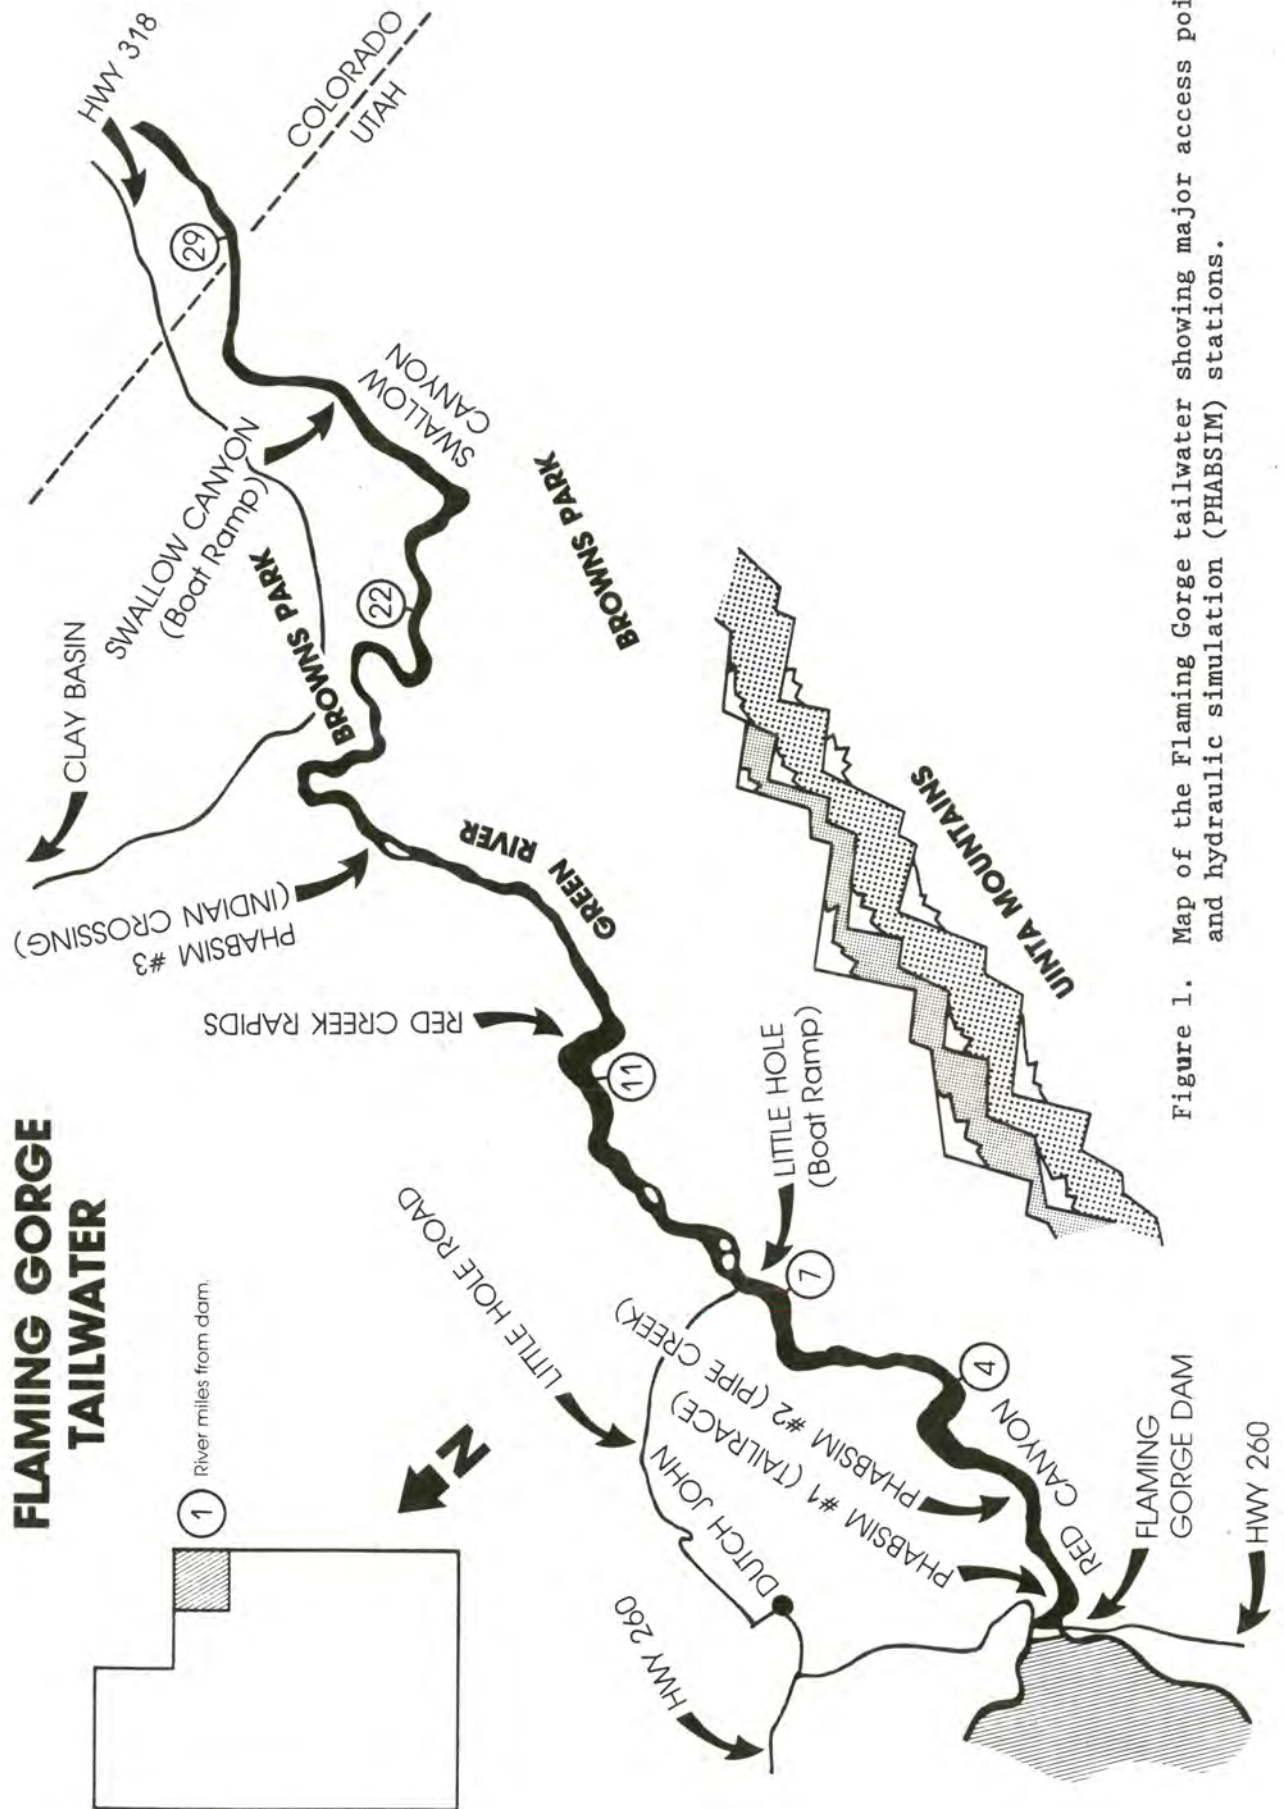 FLAMING GORGE
TAILWATER
1 River miles from dam.
N
HWY 260
DUTCH JOHN
LITTLE HOLE ROAD
PHABSIM #1 (TAILRACE)
PHABSIM #2 (PIPE CREEK)
RED CANYON
FLAMING
GORGE DAM
HWY 260
4
7
LITTLE HOLE
(Boat Ramp)
11
RED CREEK RAPIDS
GREEN RIVER
PHABSIM #3
(INDIAN CROSSING)
CLAY BASIN
BROWNS PARK
22
SWALLOW CANYON
(Boat Ramp)
SWALLOW
CANYON
BROWNS PARK
UINTA MOUNTAINS
29
HWY 318
COLORADO
UTAH
Figure 1. Map of the Flaming Gorge tailwater showing major access
and hydraulic simulation (PHABSIM) stations.